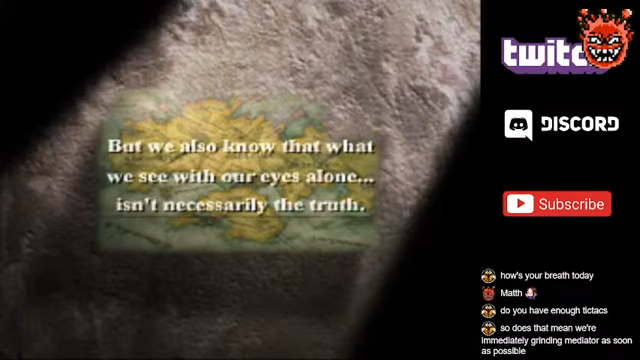 But we also know that what
we see with our eyes alone...
isn't necessarily the truth.
twitc
DISCORD
Subscribe
how's your breath today
Matth
do you have enough tictacs
so does that mean we're
immediately grinding mediator as soon
as possible